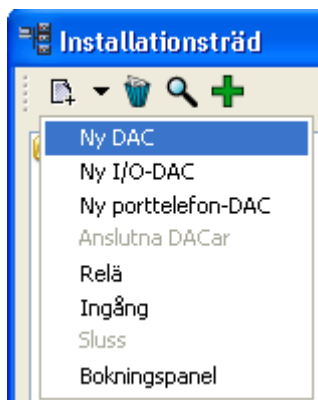 Installationsträd
Ny DAC
Ny I/O-DAC
Ny porttelefon-DAC
Anslutna DACar
Relä
Ingång
Sluss
Bokningspanel